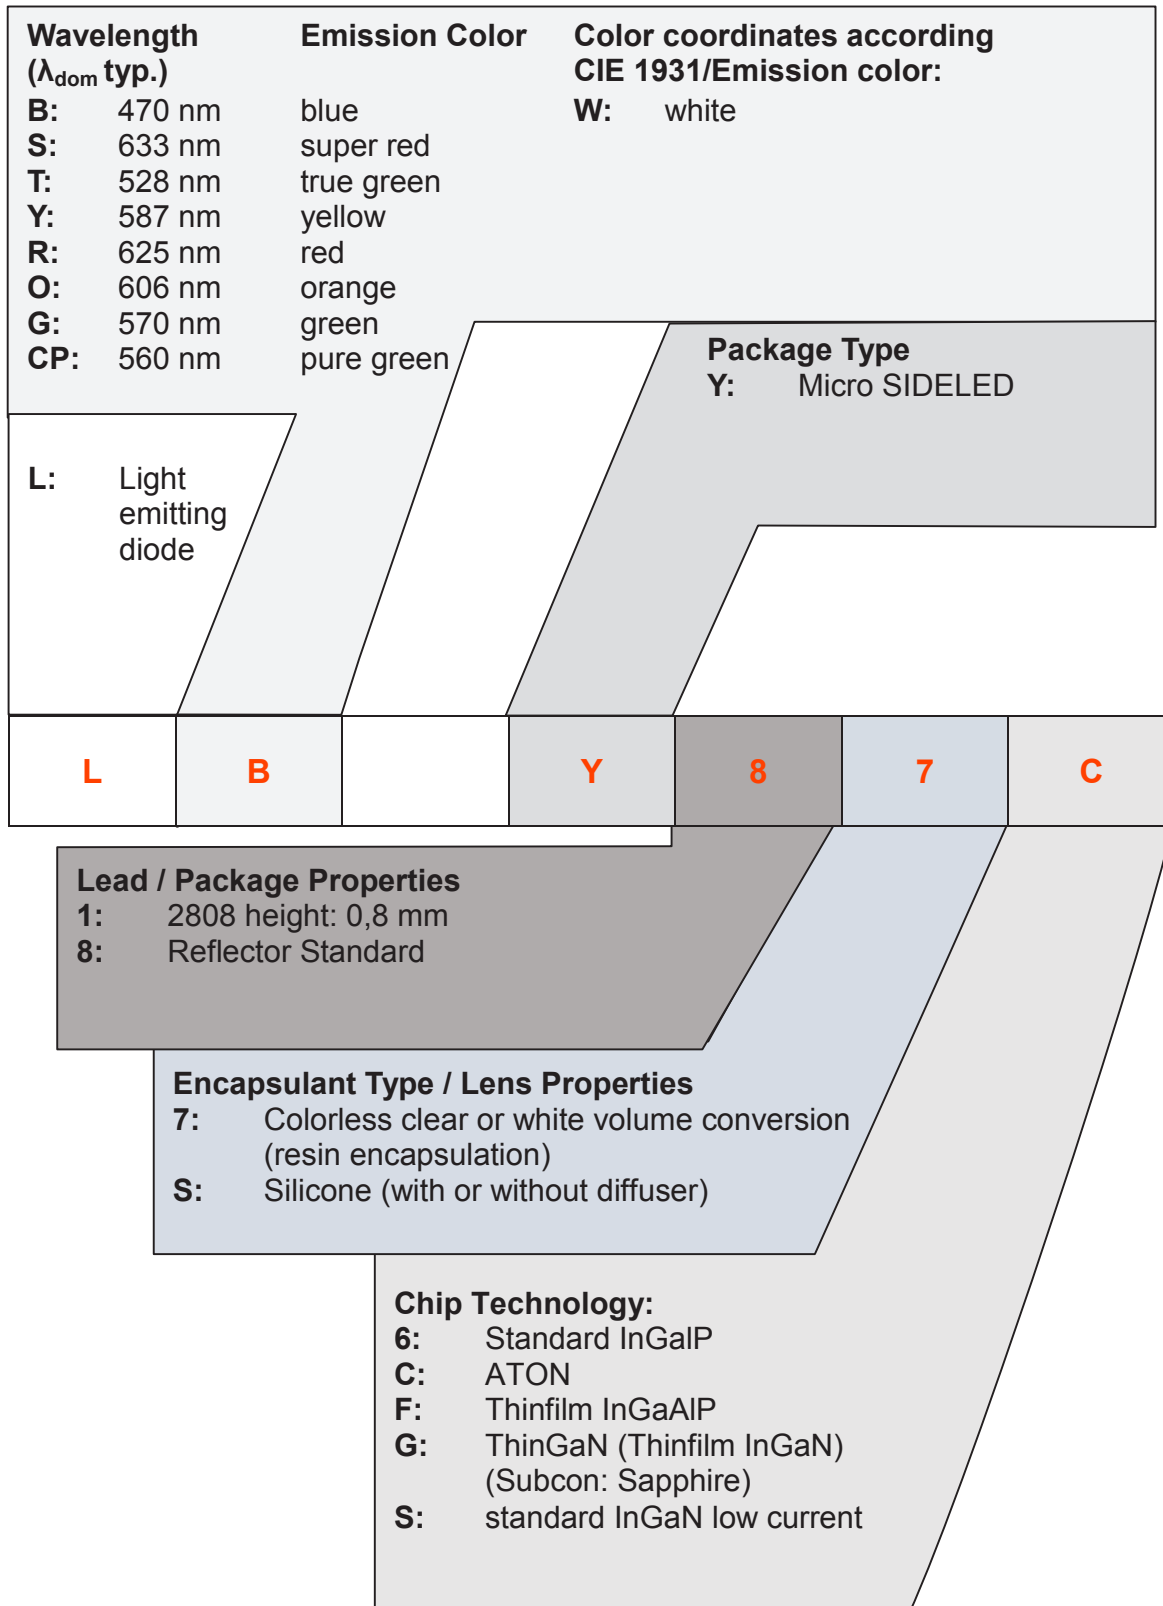 Wavelength Emission Color Color coordinates according
(λdom typ.) CIE 1931/Emission color:
B: 470 nm blue W: white
S: 633 nm super red
T: 528 nm true green
Y: 587 nm yellow
R: 625 nm red
O: 606 nm orange
G: 570 nm green
CP: 560 nm pure green
Package Type
Y: Micro SIDELED
L: Light
emitting
diode
L B Y 8 7 C
Lead / Package Properties
1: 2808 height: 0,8 mm
8: Reflector Standard
Encapsulant Type / Lens Properties
7: Colorless clear or white volume conversion
(resin encapsulation)
S: Silicone (with or without diffuser)
Chip Technology:
6: Standard InGalP
C: ATON
F: Thinfilm InGaAlP
G: ThinGaN (Thinfilm InGaN)
(Subcon: Sapphire)
S: standard InGaN low current